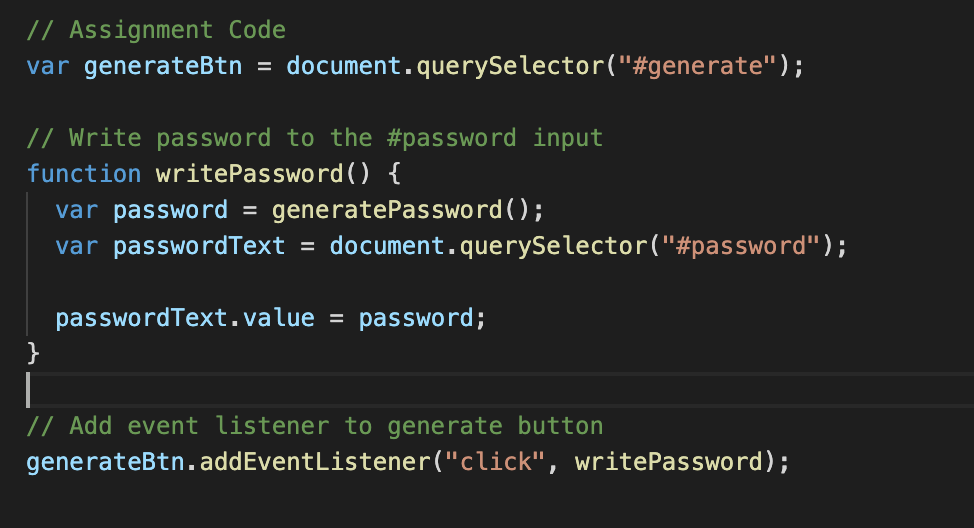 // Assignment Code
var generateBtn = document.querySelector("#generate");
// Write password to the #password input
function writePassword() {
  var password = generatePassword();
  var passwordText = document.querySelector("#password");
  passwordText.value = password;
}
// Add event listener to generate button
generateBtn.addEventListener("click", writePassword);